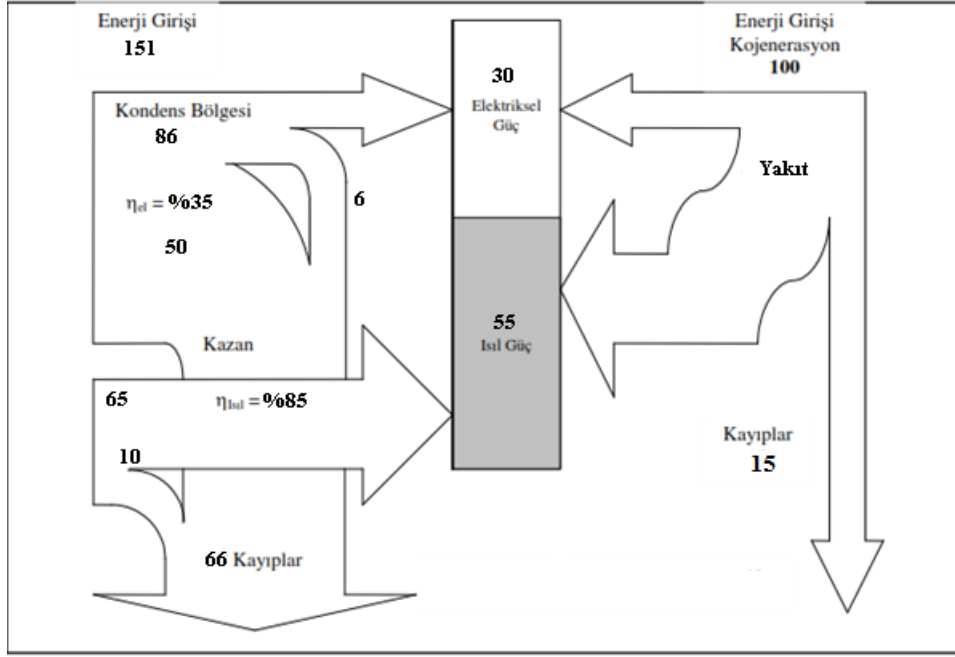 Enerji Girişi
151
Kondens Bölgesi
86
ηel = %35
50
6
Kazan
65
ηIsıl = %85
10
66 Kayıplar
30
Elektriksel
Güç
55
Isıl Güç
Enerji Girişi
Kojenerasyon
100
Yakıt
Kayıplar
15